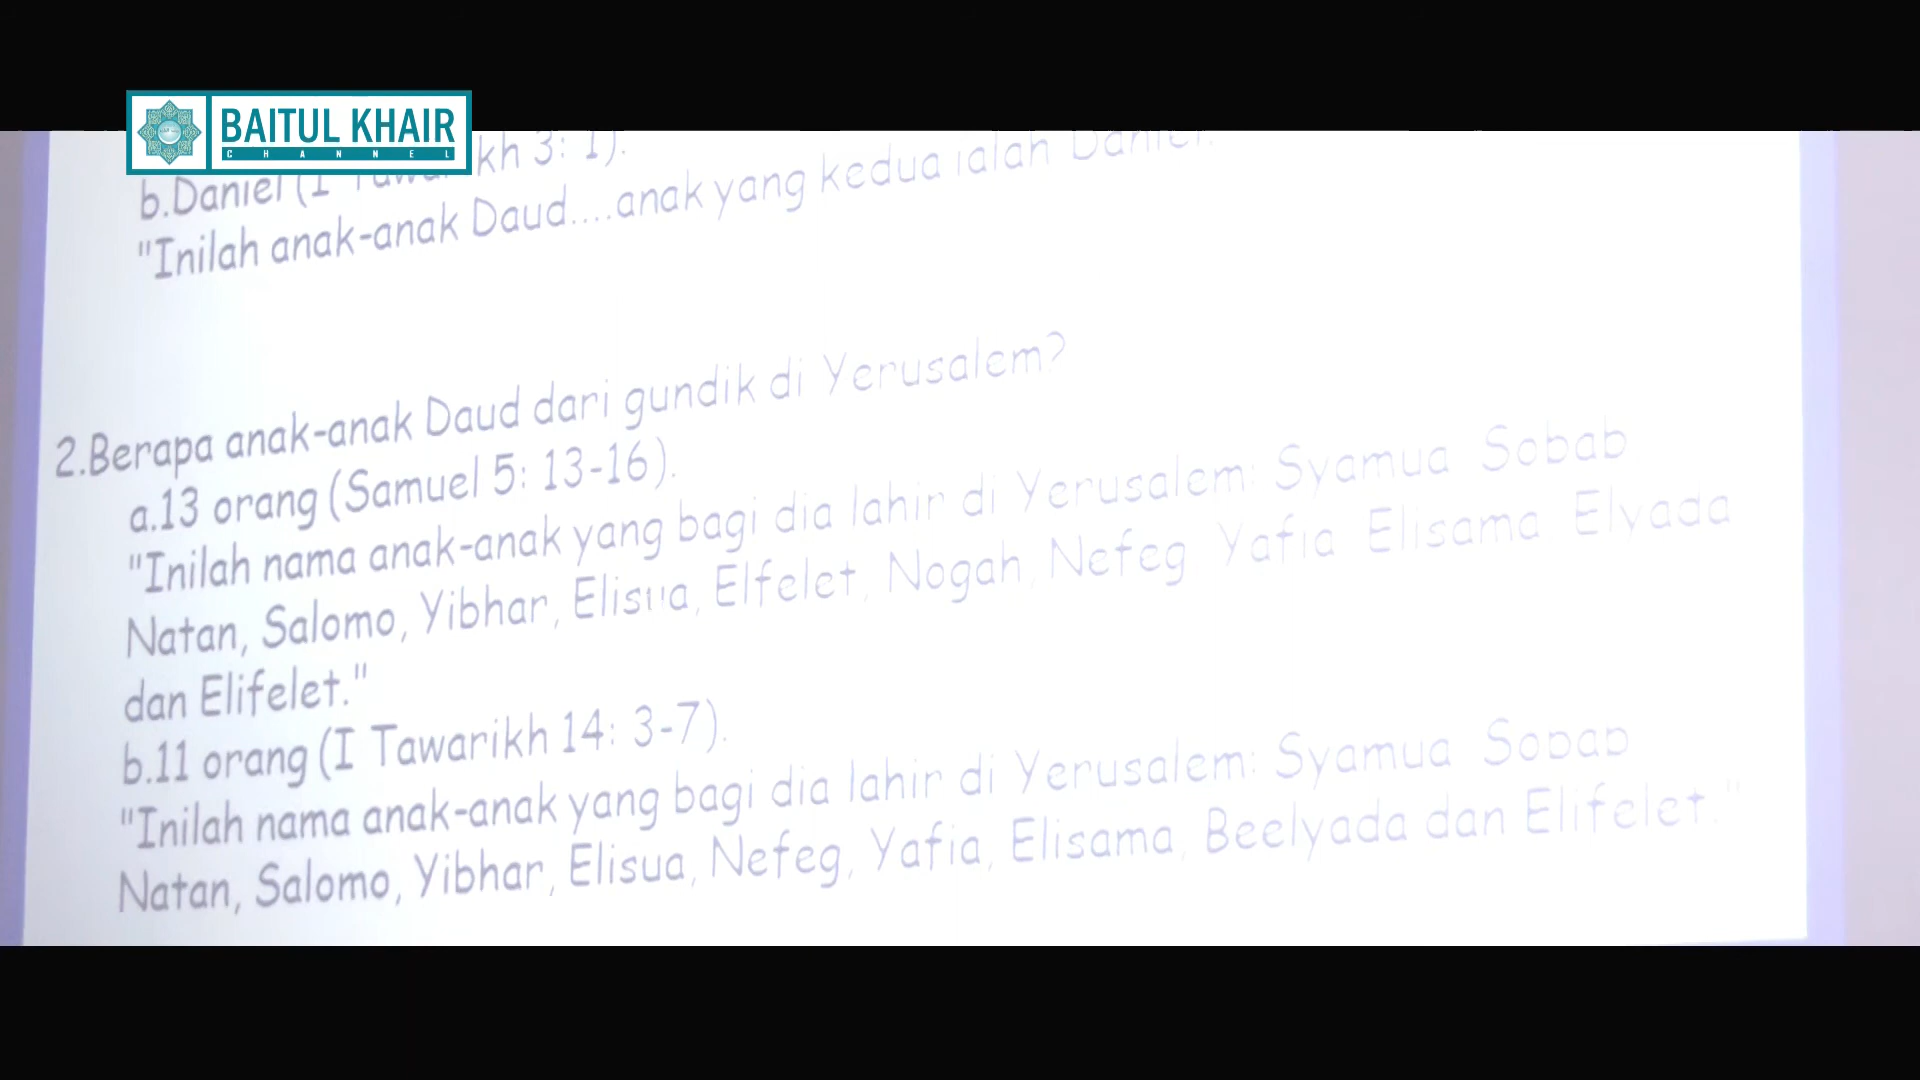 BAITUL KHAIR
CHANNEL
kh 3: 1).
b.Daniel (I
"Inilah anak-anak Daud....anak yang kedua ialah Daniel.
2.Berapa anak-anak Daud dari gundik di Yerusalem?
a.13 orang (Samuel 5: 13-16).
"Inilah nama anak-anak yang bagi dia lahir di Yerusalem: Syamua Sobab
Natan, Salomo, Yibhar, Elisua, Elfelet, Nogah, Nefeg, Yafia Elisama Elyada
dan Elifelet."
b.11 orang (I Tawarikh 14: 3-7).
"Inilah nama anak-anak yang bagi dia lahir di Yerusalem: Syamua Sobab
Natan, Salomo, Yibhar, Elisua, Nefeg, Yafia, Elisama, Beelyada dan Elifelet."